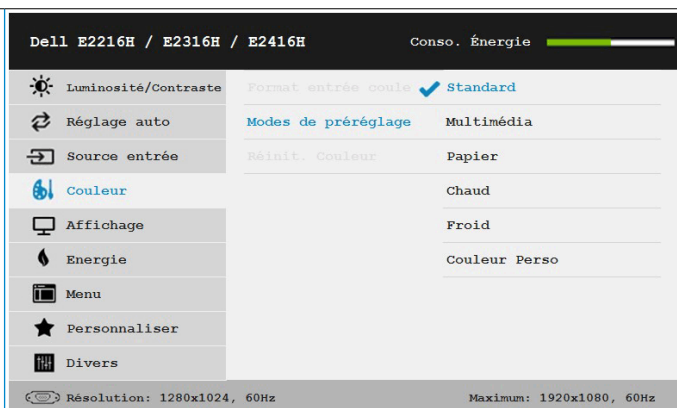 Dell E2216H / E2316H / E2416H Conso. Énergie
Luminosité/Contraste Format entrée coule Standard
Réglage auto Modes de préréglage Multimédia
Source entrée Réinit. Couleur Papier
Couleur Chaud
Affichage Froid
Energie Couleur Perso
Menu
Personnaliser
Divers
Résolution: 1280x1024, 60Hz Maximum: 1920x1080, 60Hz